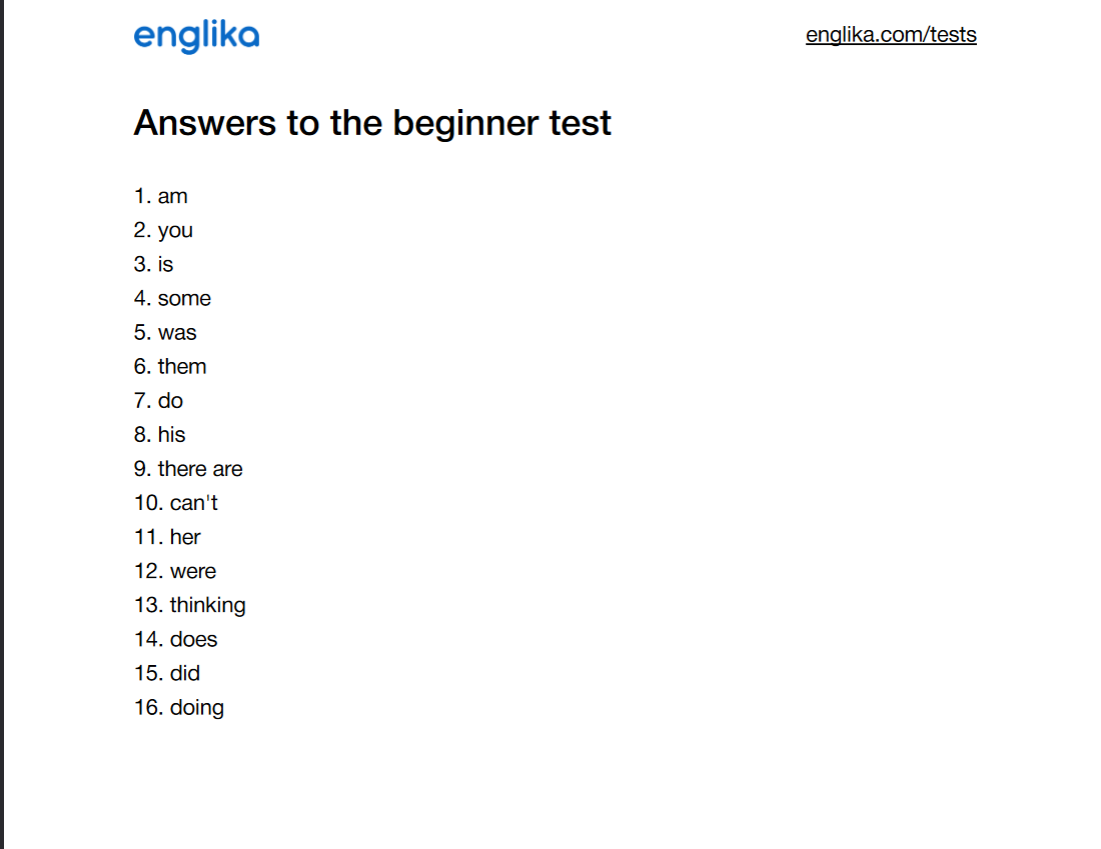 englika
englika.com/tests
Answers to the beginner test
1. am
2. you
3. is
4. some
5. was
6. them
7. do
8. his
9. there are
10. can't
11. her
12. were
13. thinking
14. does
15. did
16. doing